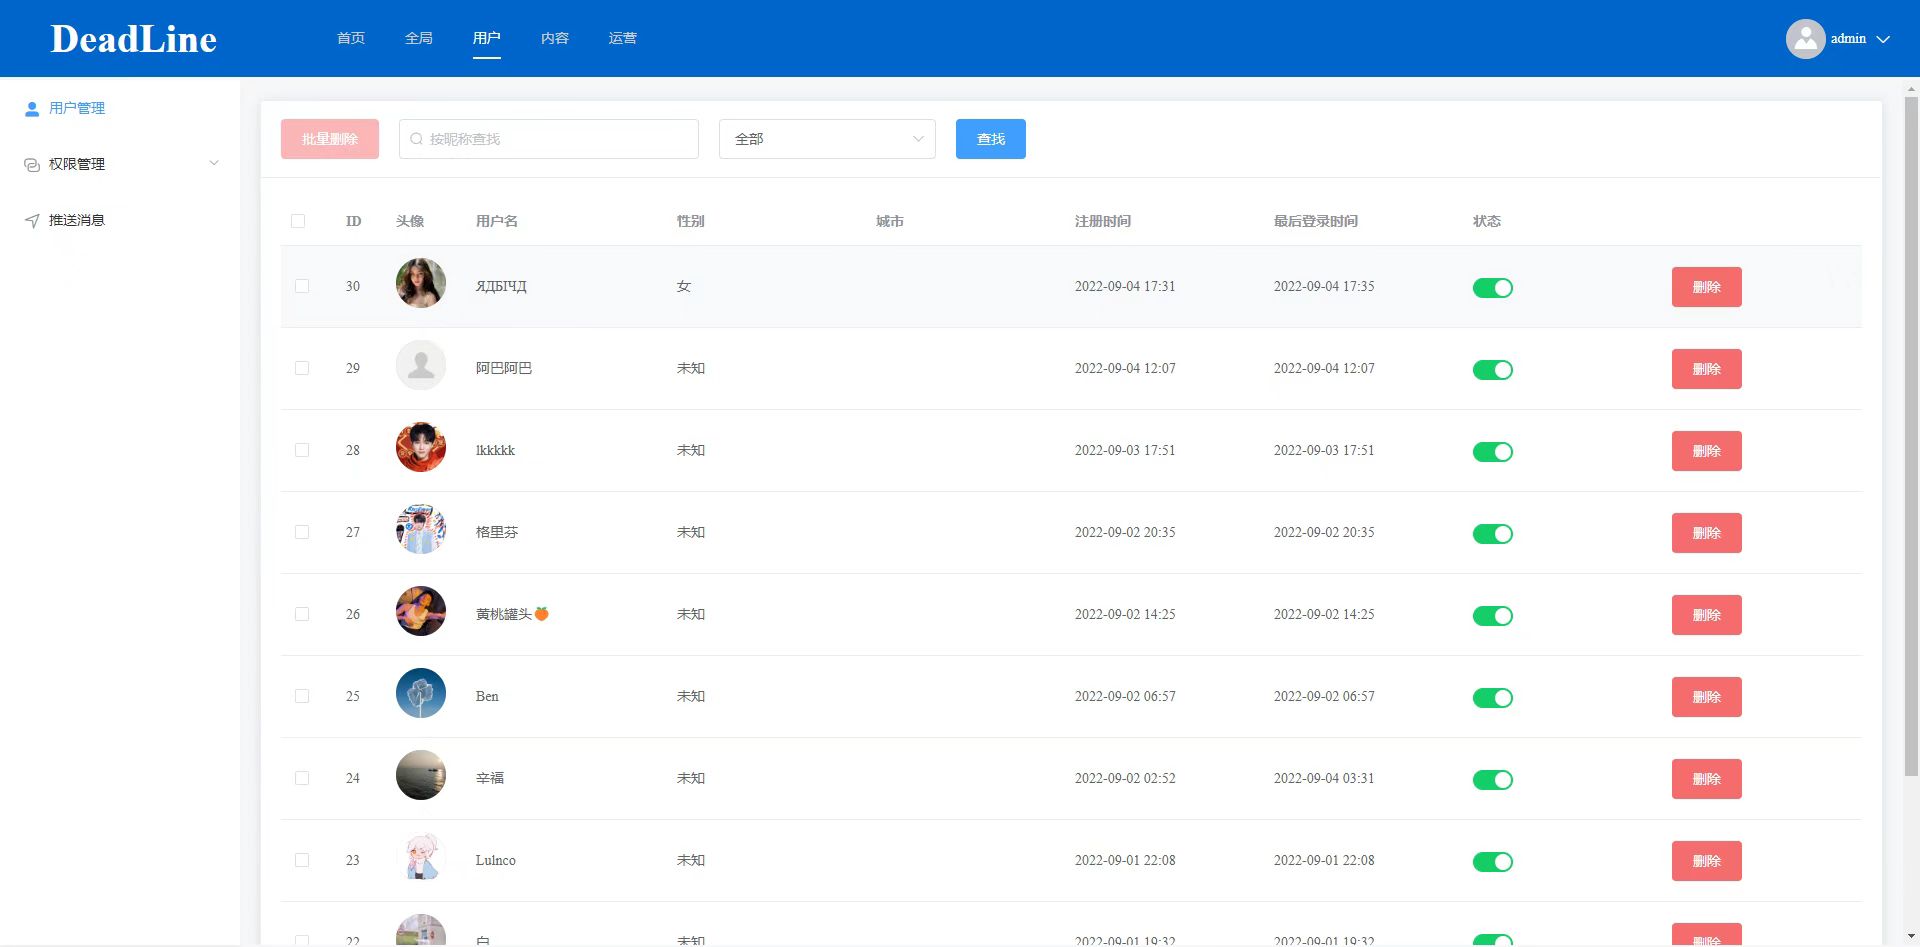 DeadLine 首页 全局 用户 内容 运营 admin
用户管理
权限管理
推送消息
批量删除 按昵称查找 全部 查找
ID 头像 用户名 性别 城市 注册时间 最后登录时间 状态
30 ЯДБIЧД 女 2022-09-04 17:31 2022-09-04 17:35 删除
29 阿巴阿巴 未知 2022-09-04 12:07 2022-09-04 12:07 删除
28 lkkkkk 未知 2022-09-03 17:51 2022-09-03 17:51 删除
27 格里芬 未知 2022-09-02 20:35 2022-09-02 20:35 删除
26 黄桃罐头🍑 未知 2022-09-02 14:25 2022-09-02 14:25 删除
25 Ben 未知 2022-09-02 06:57 2022-09-02 06:57 删除
24 辛福 未知 2022-09-02 02:52 2022-09-04 03:31 删除
23 Lulnco 未知 2022-09-01 22:08 2022-09-01 22:08 删除
22 未知 2022-09-01 19:32 2022-09-01 19:32 删除